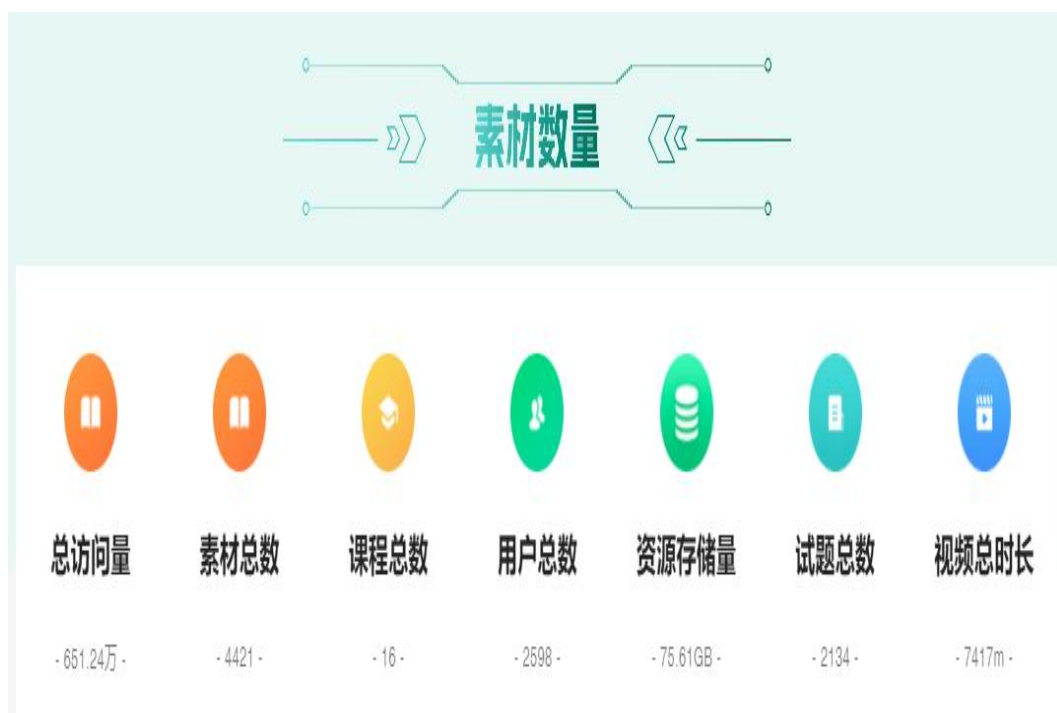 素材数量
总访问量 素材总数 课程总数 用户总数 资源存储量 试题总数 视频总时长
- 651.24万 - - 4421 - - 16 - - 2598 - - 75.61GB - - 2134 - - 7417m -